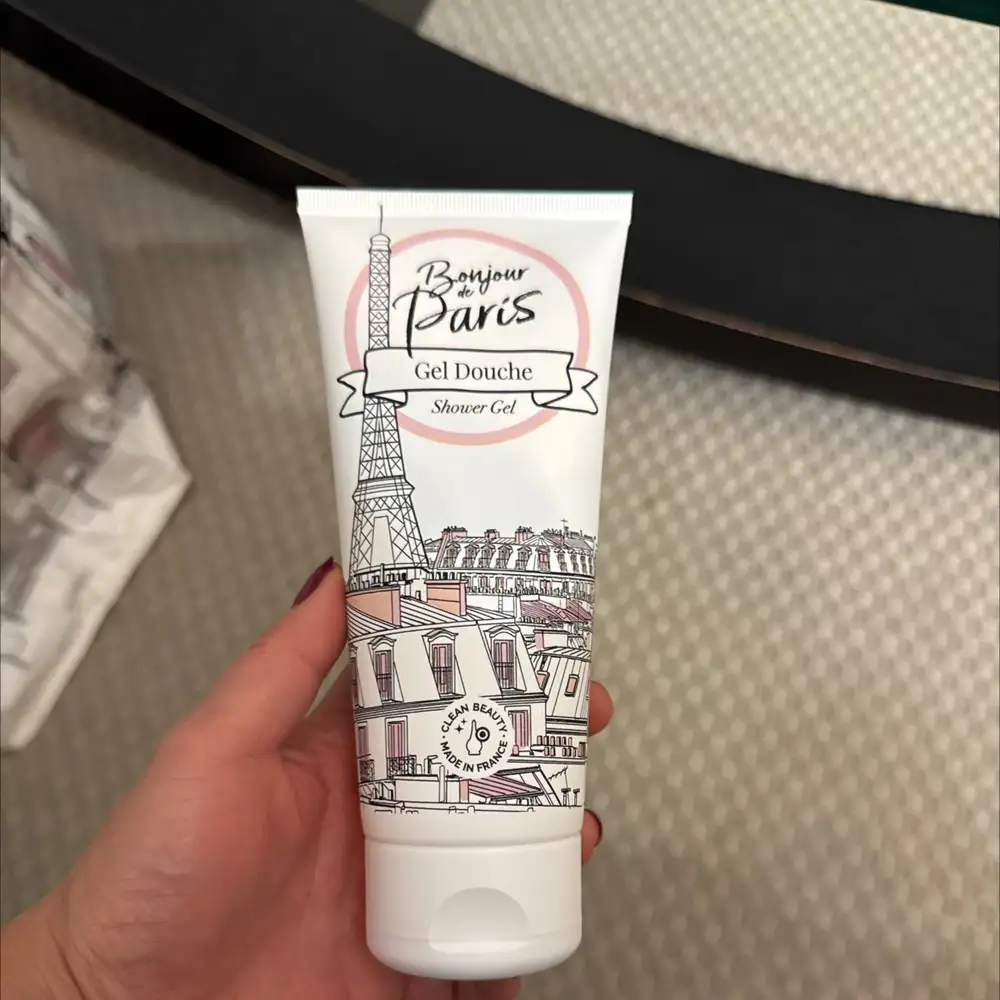 Bonjour
de
Paris
Gel Douche
Shower Gel
CLEAN BEAUTY
MADE IN FRANCE